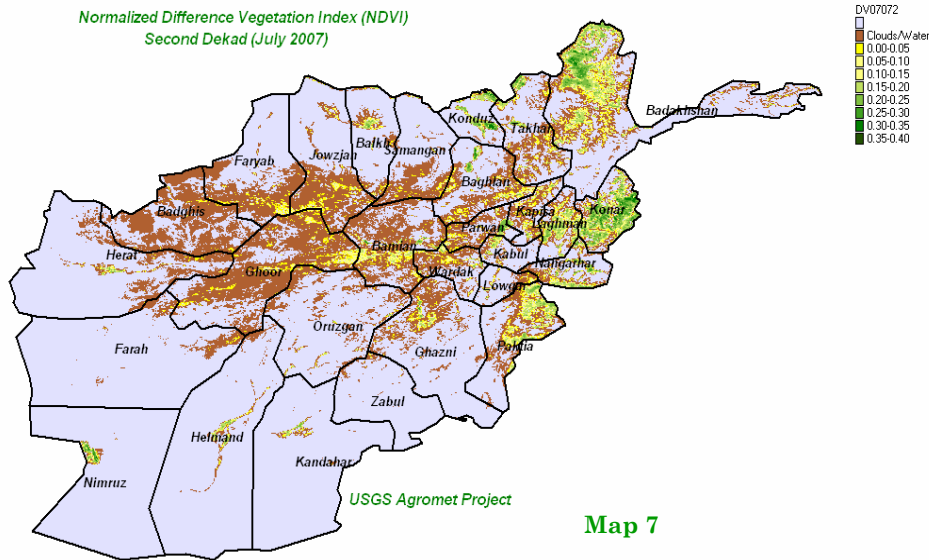 Normalized Difference Vegetation Index (NDVI)
Second Dekad (July 2007)
DV07072
Clouds/Water
0.00-0.05
0.05-0.10
0.10-0.15
0.15-0.20
0.20-0.25
0.25-0.30
0.30-0.35
0.35-0.40
Badakhshan
Konduz
Takhar
Balkh
Samangan
Jowzjan
Faryab
Baghlan
Badghis
Kapisa
Konar
Laghman
Parwan
Bamian
Herat
Kabul
Nangarhar
Ghoor
Wardak
Lowgar
Oruzgan
Farah
Ghazni
Paktia
Zabul
Helmand
Kandahar
Nimruz
USGS Agromet Project
Map 7